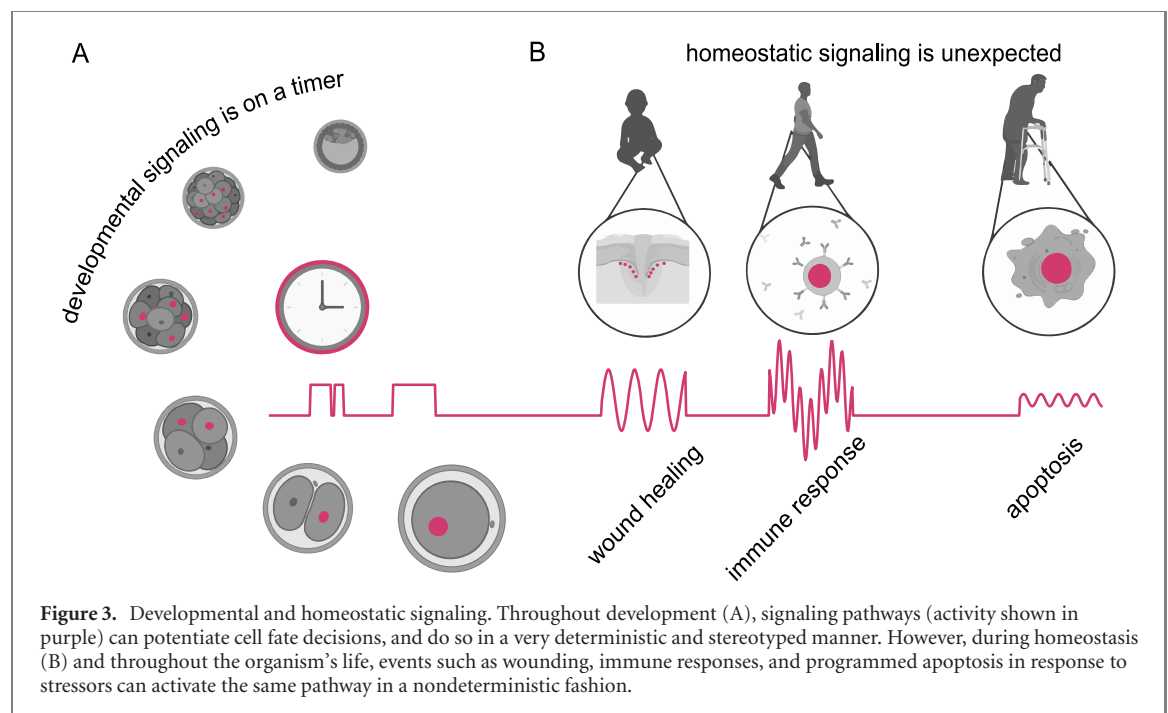 A
developmental signaling is on a timer
B
homeostatic signaling is unexpected
wound healing
immune response
apoptosis
Figure 3. Developmental and homeostatic signaling. Throughout development (A), signaling pathways (activity shown in
purple) can potentiate cell fate decisions, and do so in a very deterministic and stereotyped manner. However, during homeostasis
(B) and throughout the organism’s life, events such as wounding, immune responses, and programmed apoptosis in response to
stressors can activate the same pathway in a nondeterministic fashion.